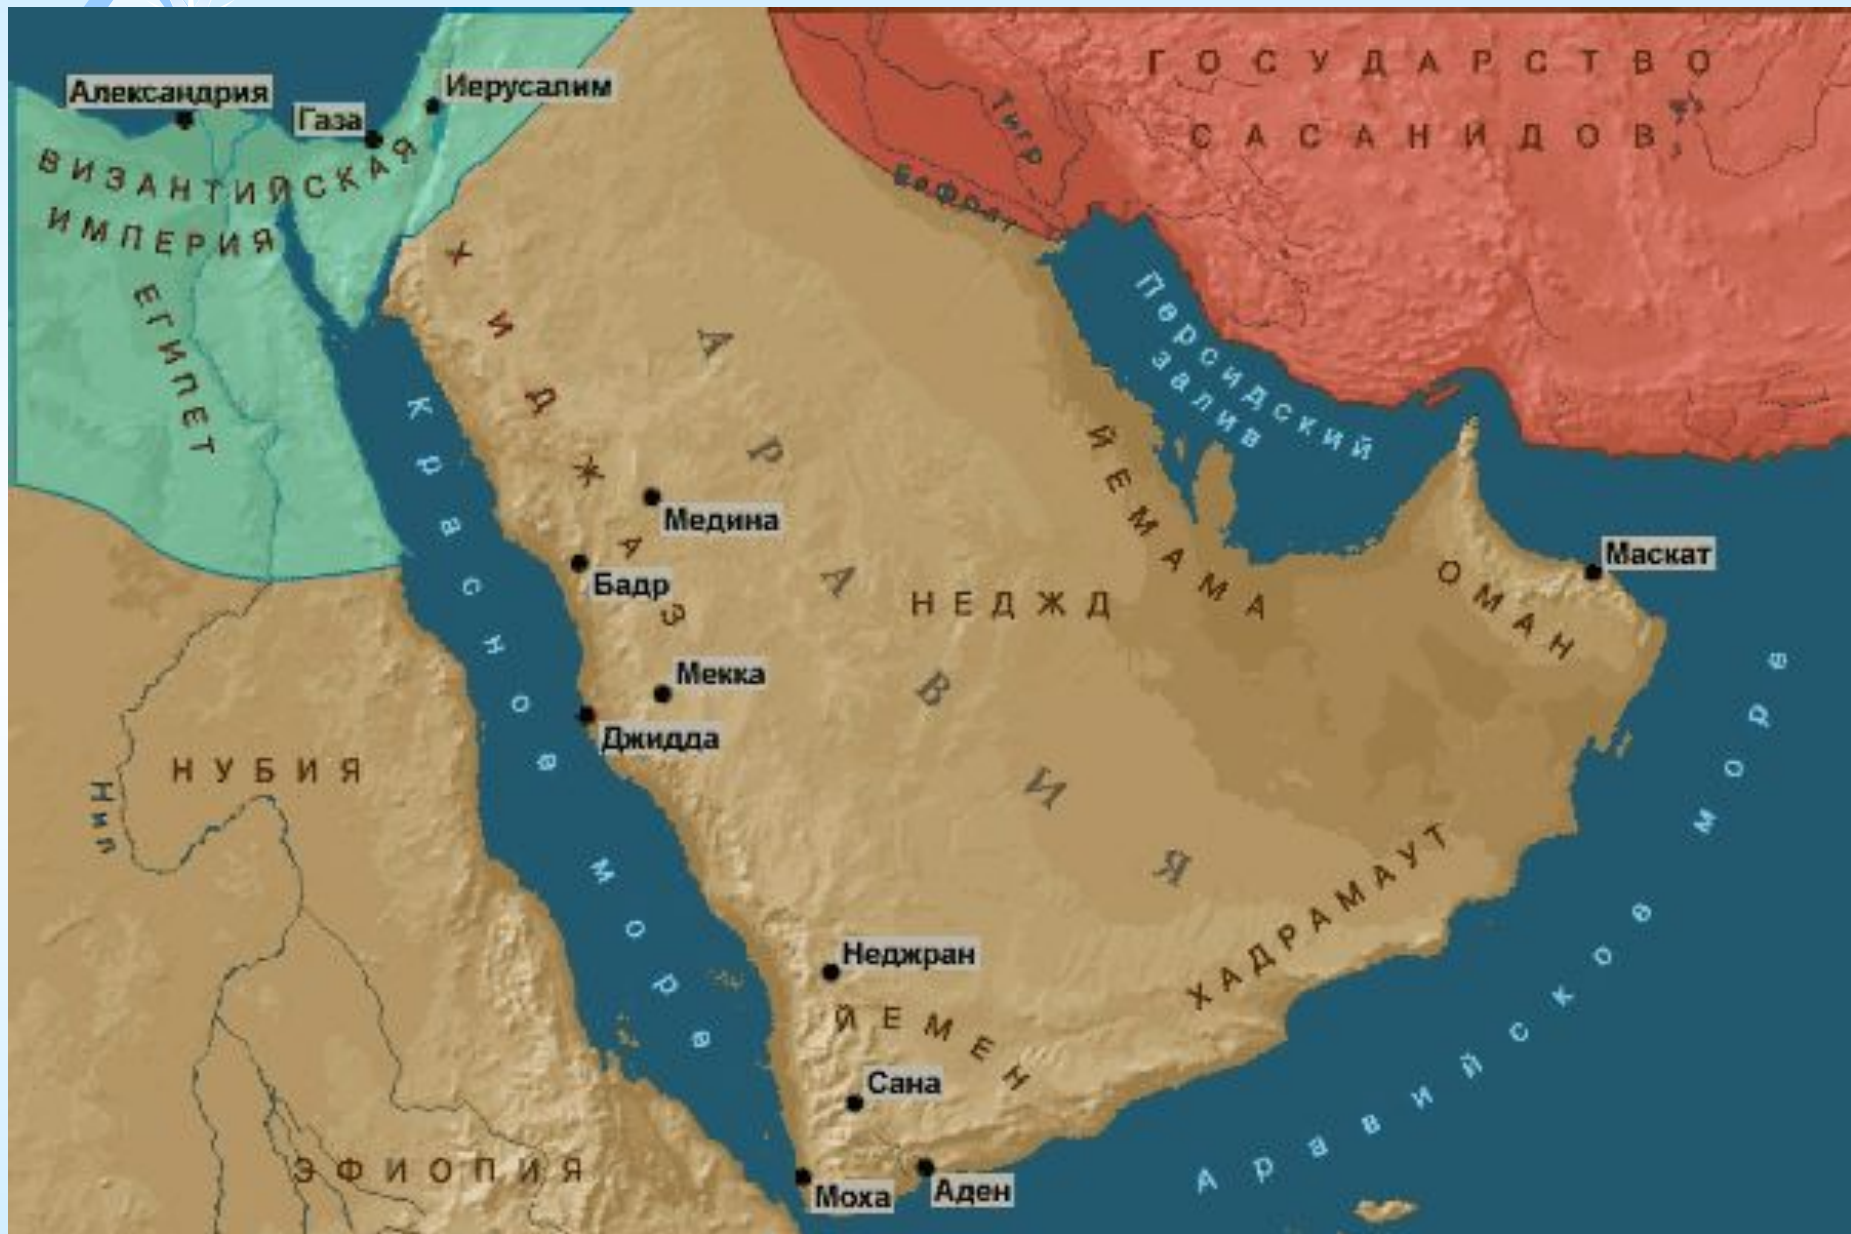 ГОСУДАРСТВО
САСАНИДОВ
Александрия
Газа
Иерусалим
ВИЗАНТИЙСКАЯ
ИМПЕРИЯ
ЕГИПЕТ
Тигр
Евфрат
Персидский
залив
ХИДЖАЗ
АРАВИЯ
Красное море
ЙЕМАМА
Медина
Бадр
НЕДЖД
Маскат
ОМАН
Мекка
Джидда
НУБИЯ
Нил
ХАДРАМАУТ
Аравийское море
Неджран
ЙЕМЕН
Сана
ЭФИОПИЯ
Моха
Аден